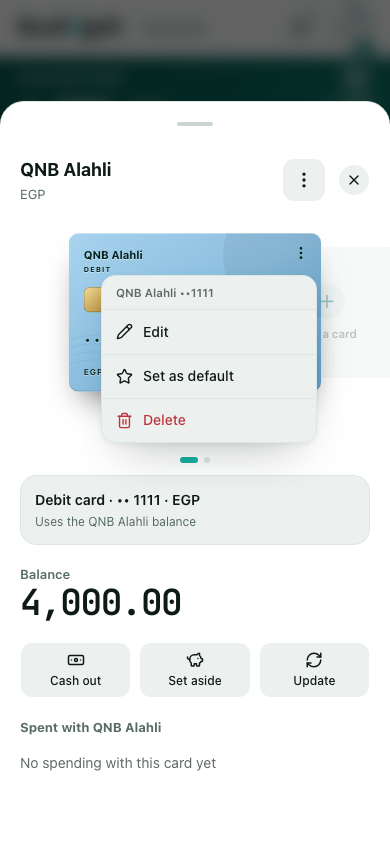 QNB Alahli
EGP
QNB Alahli
DEBIT
QNB Alahli ••1111
Edit
a card
Set as default
EGP
Delete
Debit card · •• 1111 · EGP
Uses the QNB Alahli balance
Balance
4,000.00
Cash out
Set aside
Update
Spent with QNB Alahli
No spending with this card yet